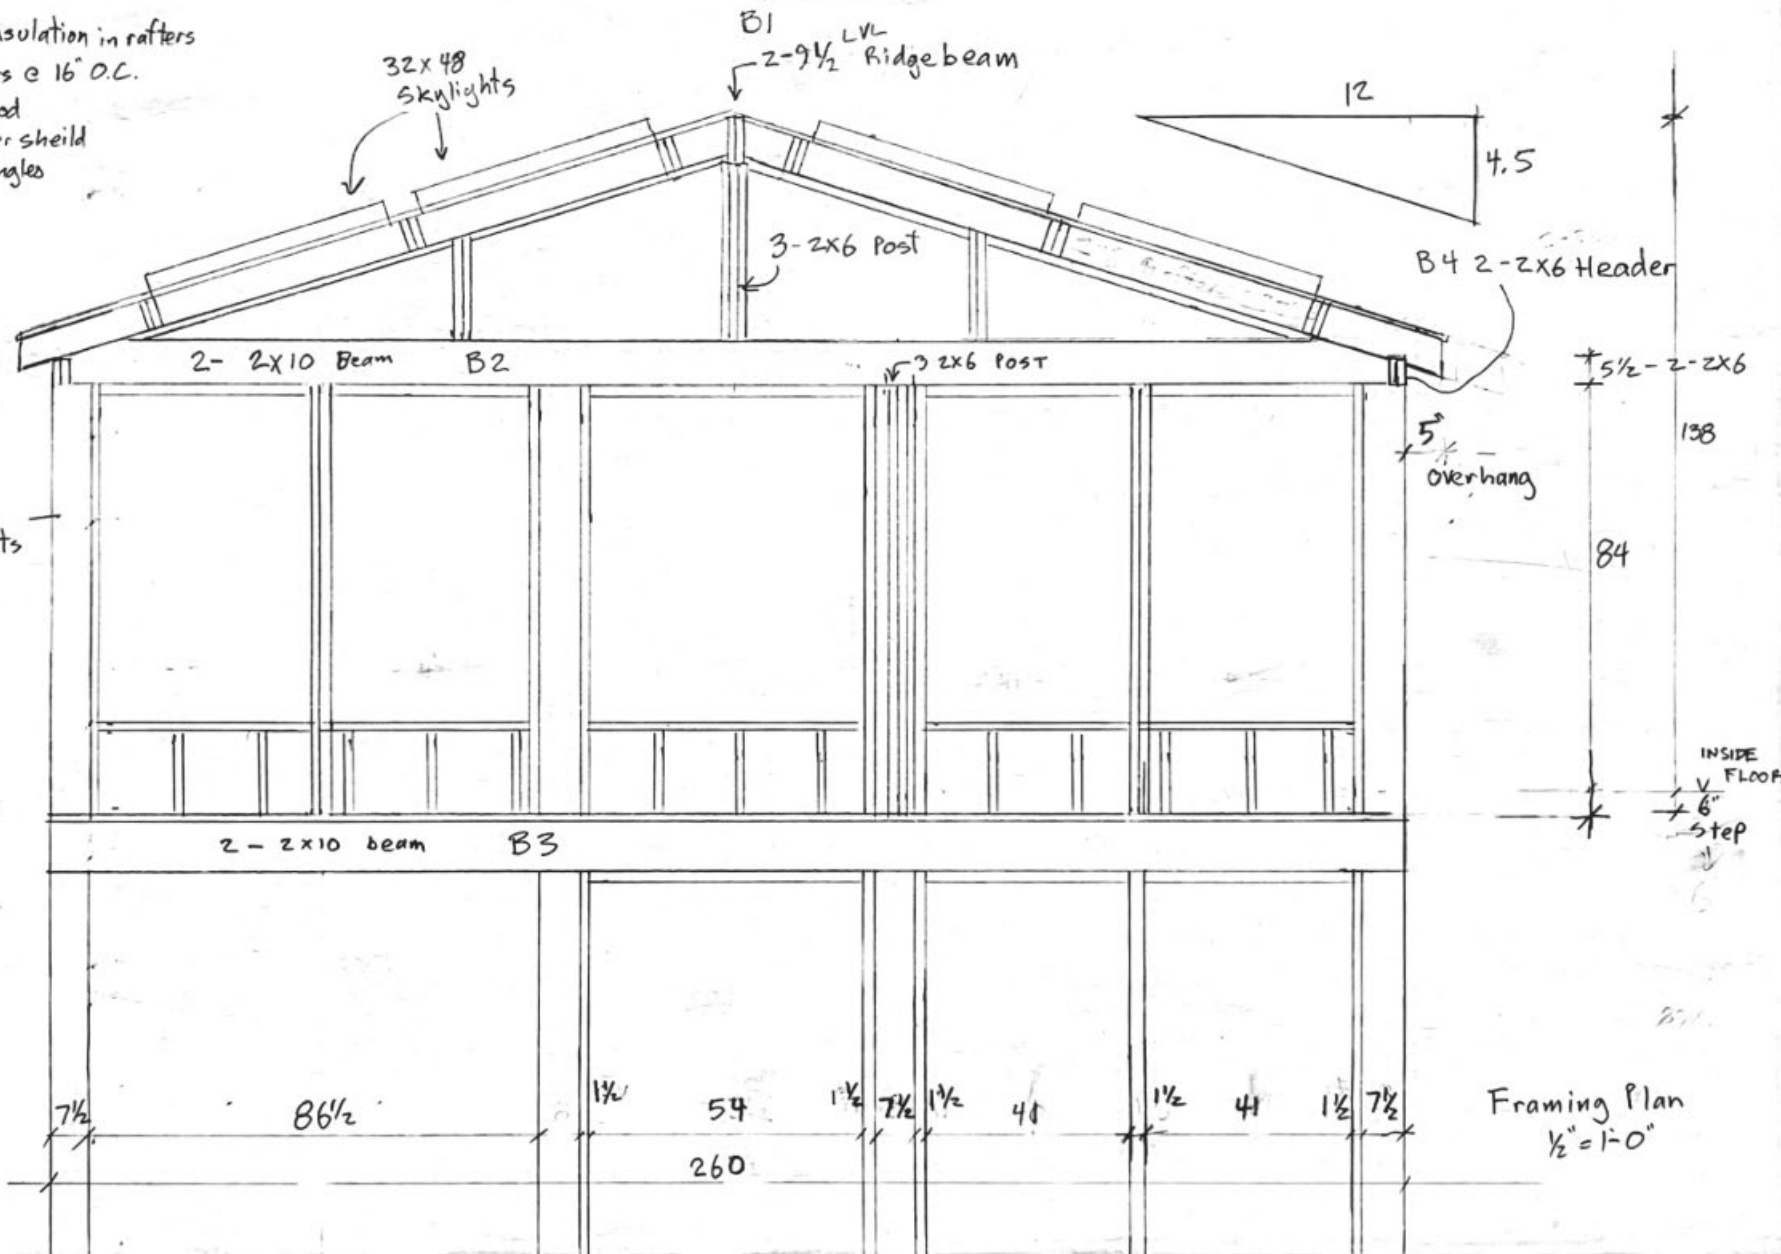 sulation in rafters
s @ 16" O.C.
od
r sheild
ngles
32x48
Skylights
B1
2-9½ LVL Ridgebeam
12
4.5
3-2x6 Post
B4 2-2x6 Header
2- 2x10 Beam B2
3 2x6 POST
5½-2-2x6
138
5"
overhang
ts
84
INSIDE
FLOOR
6"
Step
2-2x10 beam B3
7½
86½
1½
54
1½
7½
1½
41
1½
41
1½
7½
260
Framing Plan
½"=1-0"